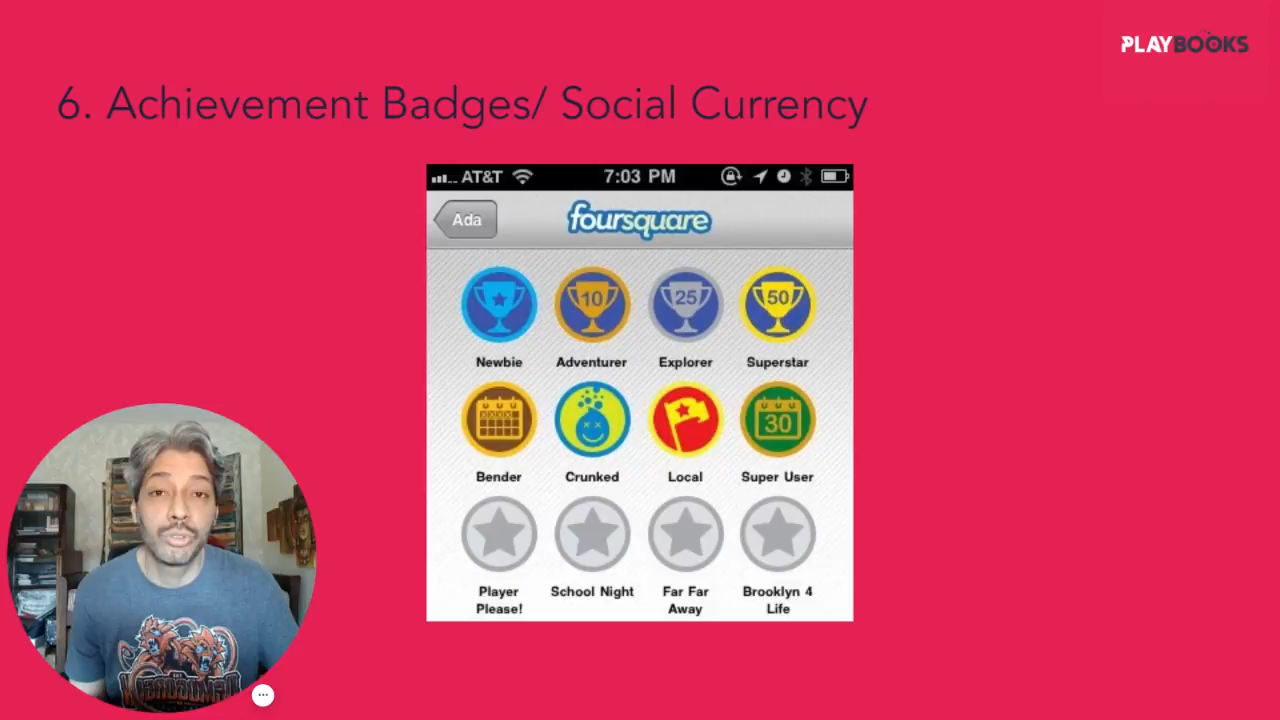 PLAYBOOKS
6. Achievement Badges/ Social Currency
AT&T 7:03 PM
Ada foursquare
10 25 50
Newbie Adventurer Explorer Superstar
30
Bender Crunked Local Super User
Player Please! School Night Far Far Away Brooklyn 4 Life